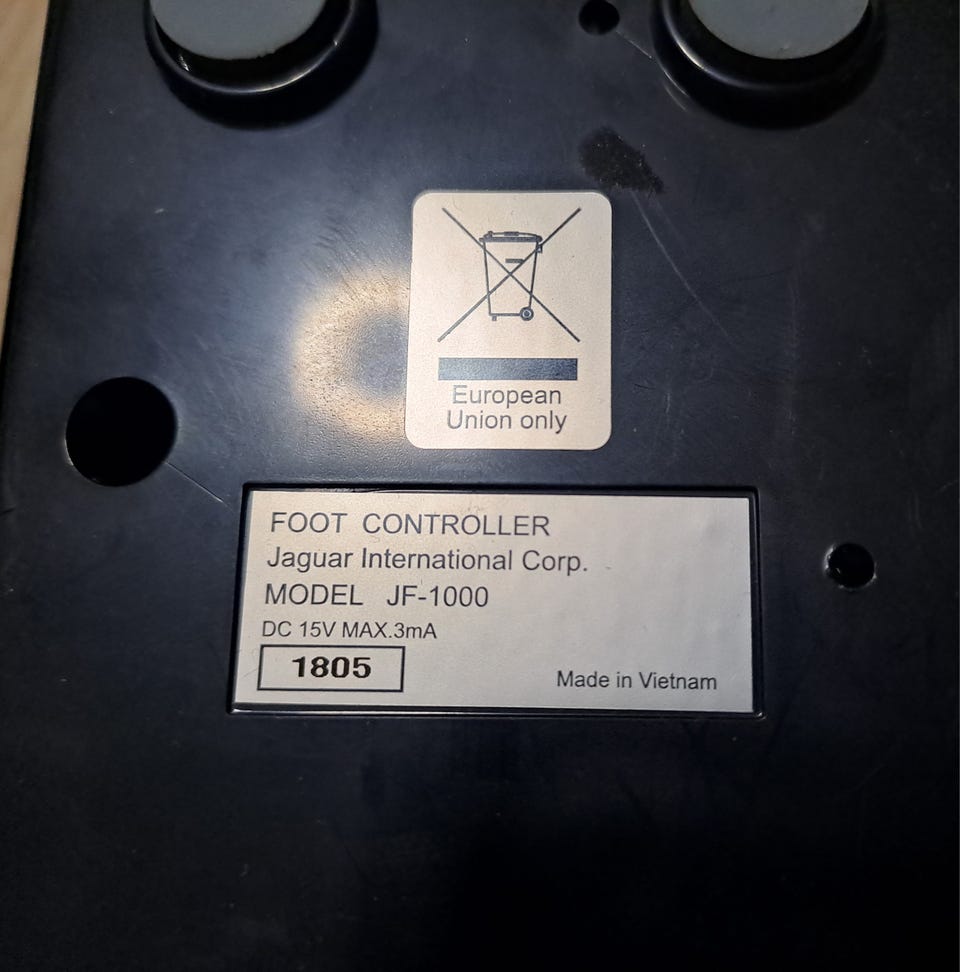 European
Union only
FOOT CONTROLLER
Jaguar International Corp.
MODEL JF-1000
DC 15V MAX.3mA
1805
Made in Vietnam